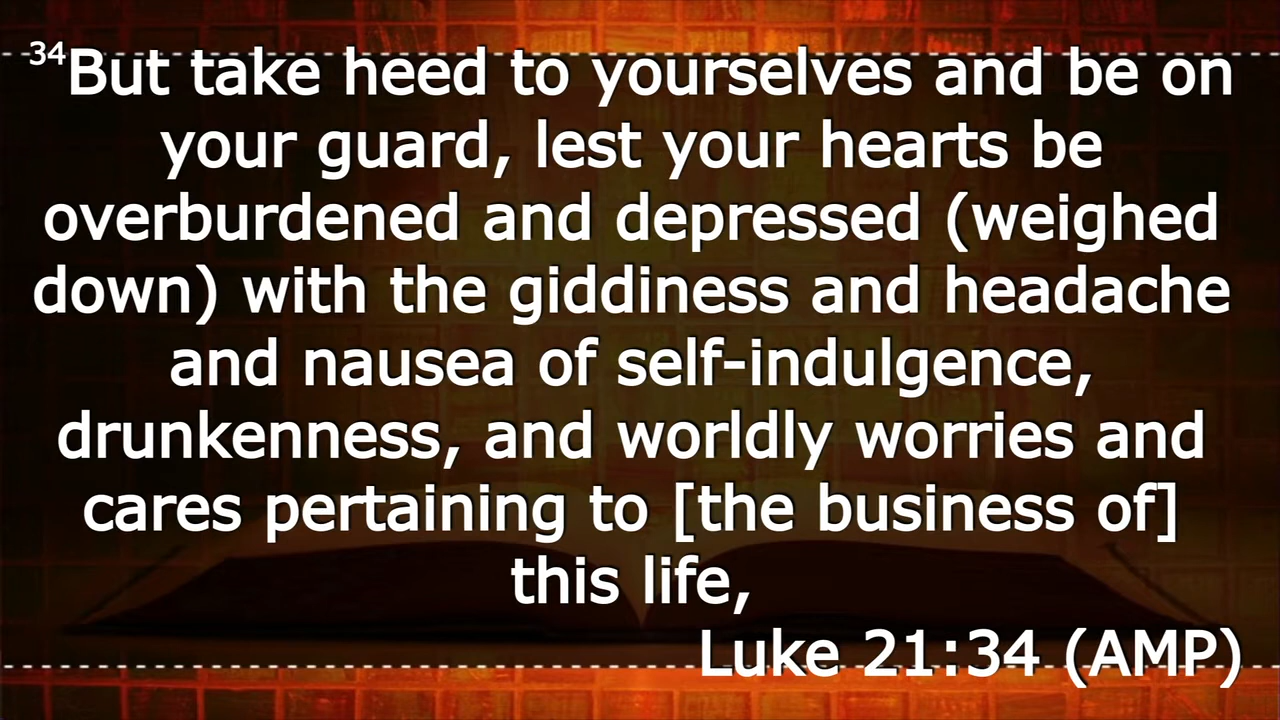 34But take heed to yourselves and be on
your guard, lest your hearts be
overburdened and depressed (weighed
down) with the giddiness and headache
and nausea of self-indulgence,
drunkenness, and worldly worries and
cares pertaining to [the business of]
this life,
Luke 21:34 (AMP)